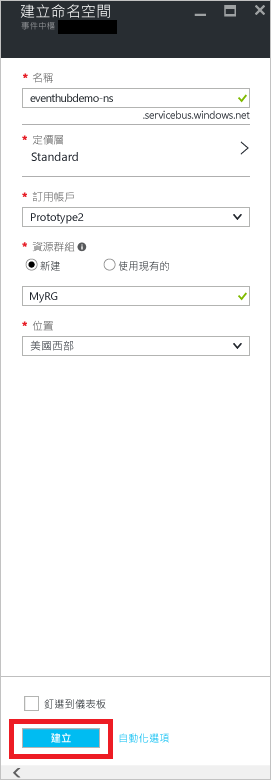 建立命名空間
事件中樞
* 名稱
eventhubdemo-ns
.servicebus.windows.net
* 定價層
Standard
* 訂用帳戶
Prototype2
* 資源群組
新建 使用現有的
MyRG
* 位置
美國西部
釘選到儀表板
建立 自動化選項